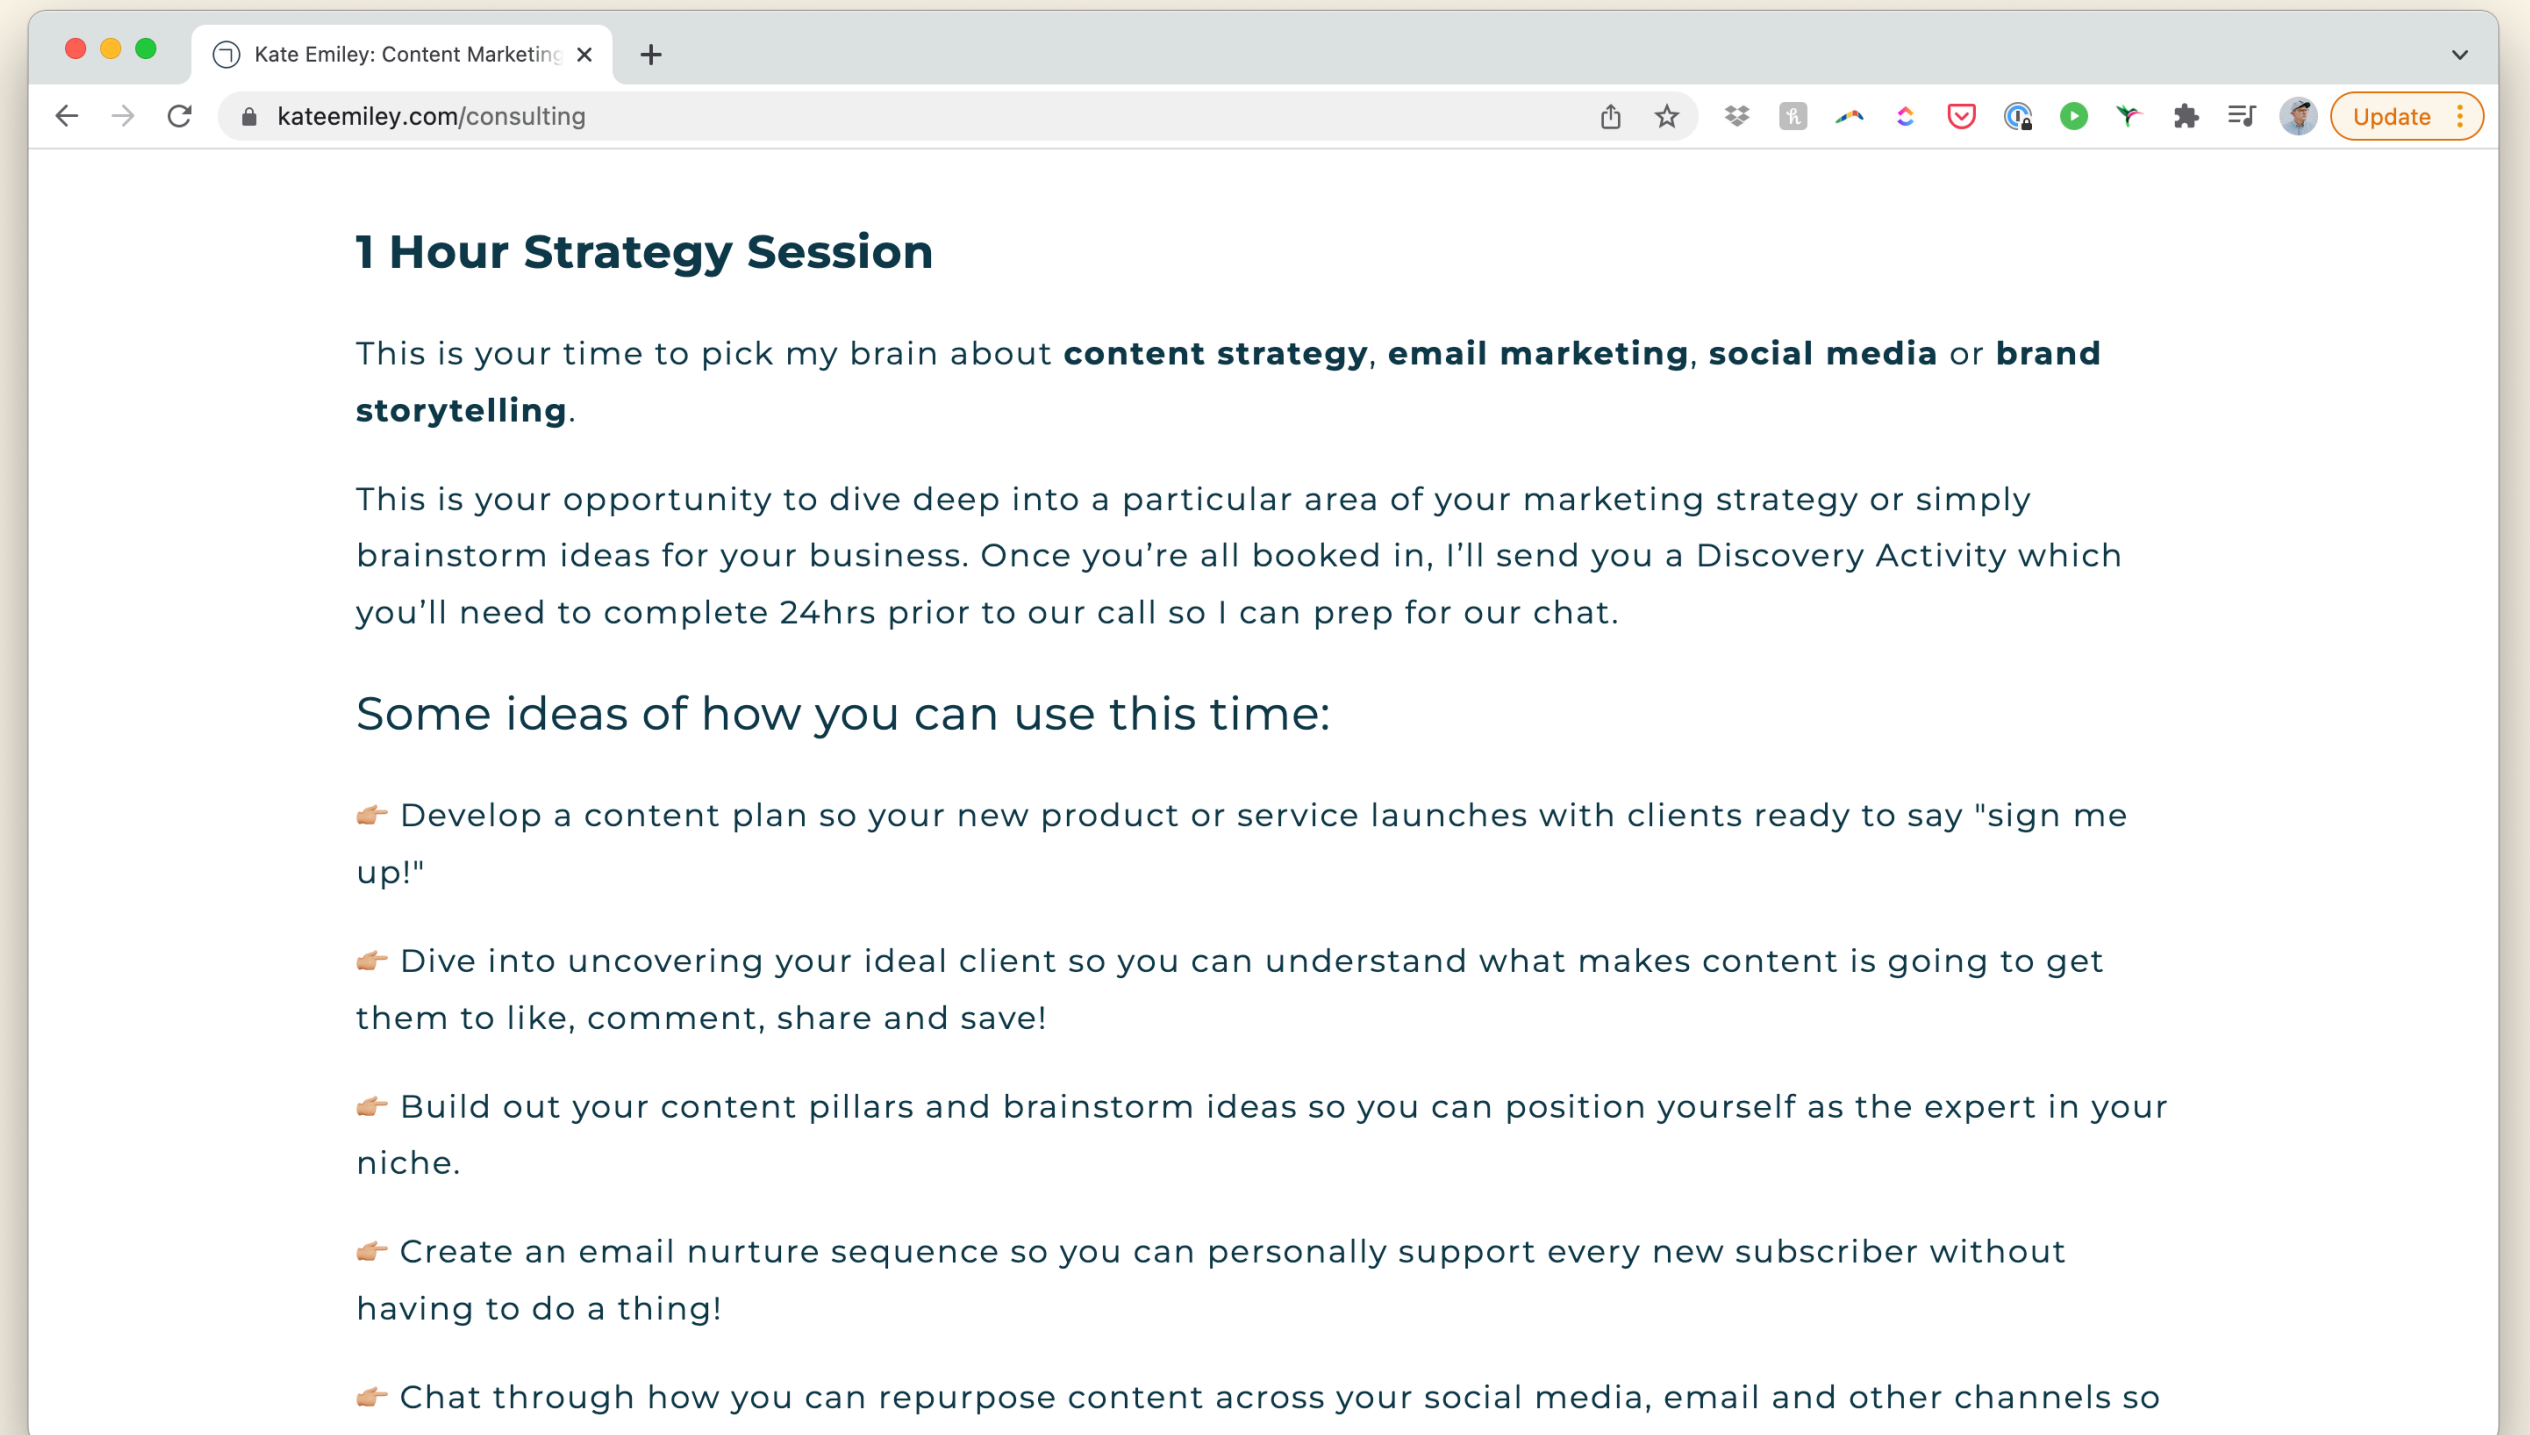 Kate Emiley: Content Marketing
kateemiley.com/consulting
Update
1 Hour Strategy Session
This is your time to pick my brain about content strategy, email marketing, social media or brand
storytelling.
This is your opportunity to dive deep into a particular area of your marketing strategy or simply
brainstorm ideas for your business. Once you’re all booked in, I’ll send you a Discovery Activity which
you’ll need to complete 24hrs prior to our call so I can prep for our chat.
Some ideas of how you can use this time:
👉🏼 Develop a content plan so your new product or service launches with clients ready to say "sign me
up!"
👉🏼 Dive into uncovering your ideal client so you can understand what makes content is going to get
them to like, comment, share and save!
👉🏼 Build out your content pillars and brainstorm ideas so you can position yourself as the expert in your
niche.
👉🏼 Create an email nurture sequence so you can personally support every new subscriber without
having to do a thing!
👉🏼 Chat through how you can repurpose content across your social media, email and other channels so